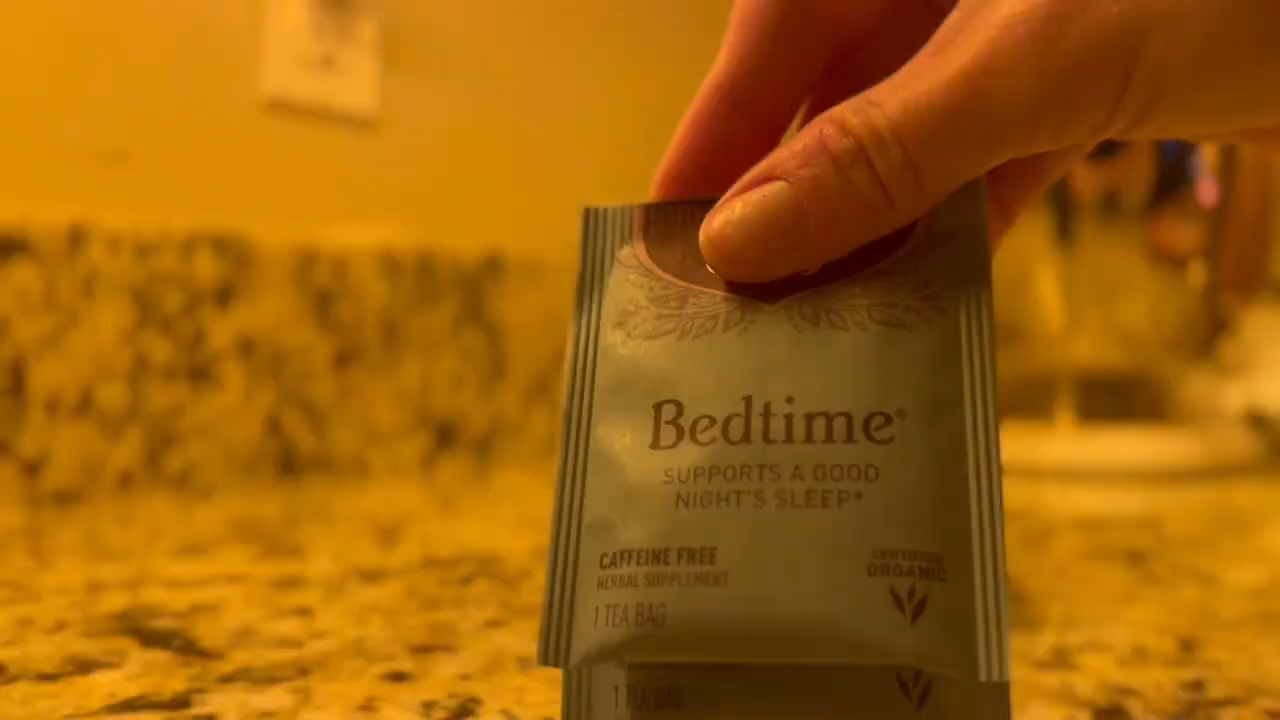 Bedtime®
SUPPORTS A GOOD
NIGHT'S SLEEP*
CAFFEINE FREE
HERBAL SUPPLEMENT
1 TEA BAG
CERTIFIED
ORGANIC
1 TEA BAG